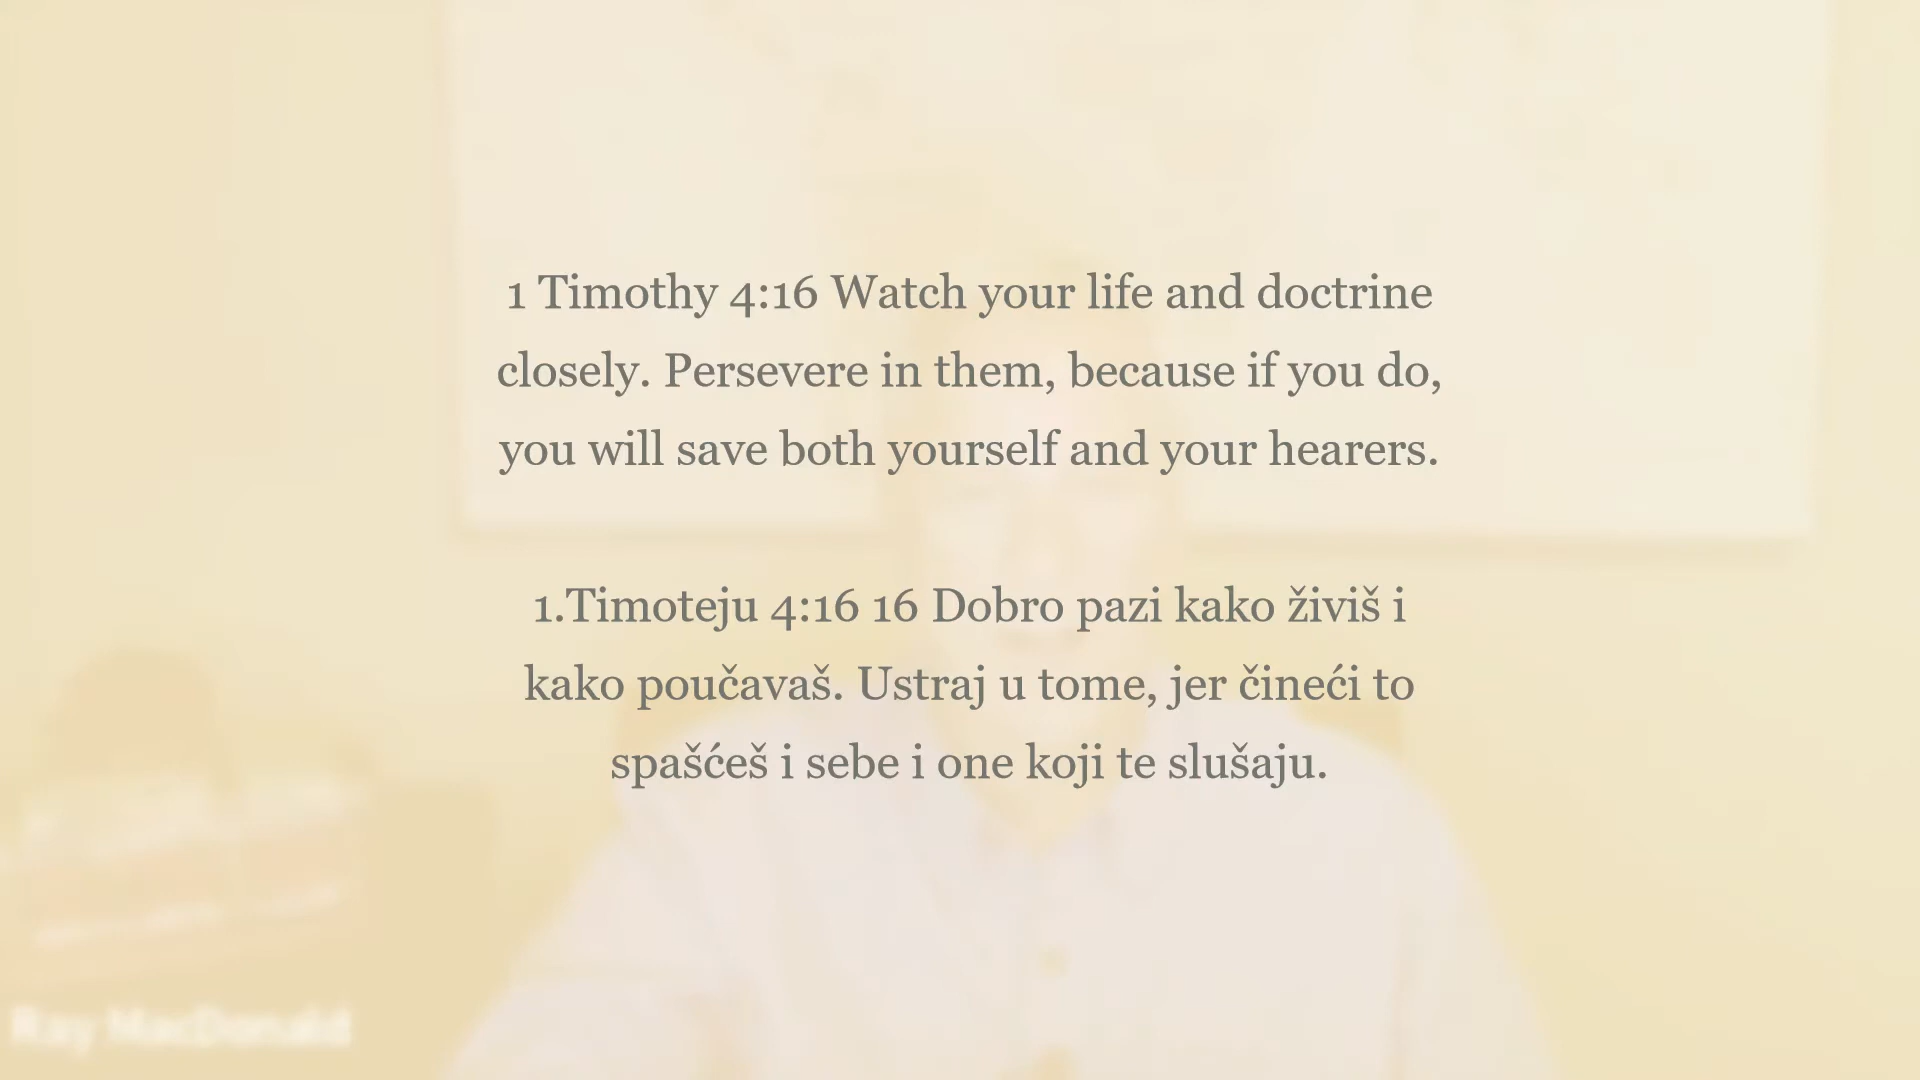 1 Timothy 4:16 Watch your life and doctrine
closely. Persevere in them, because if you do,
you will save both yourself and your hearers.
1.Timoteju 4:16 16 Dobro pazi kako živiš i
kako poučavaš. Ustraj u tome, jer čineći to
spašćeš i sebe i one koji te slušaju.
Ray MacDonald